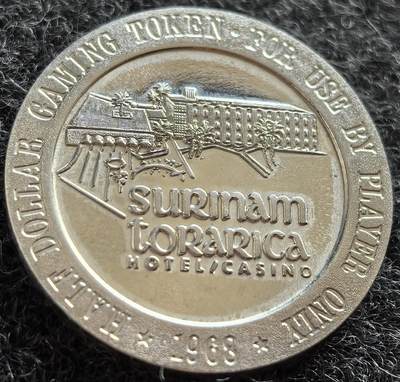 HALF DOLLAR GAMING TOKEN · FOR USE BY PLAYER ONLY
surinam
torarica
HOTEL/CASINO
★ 1968 ★